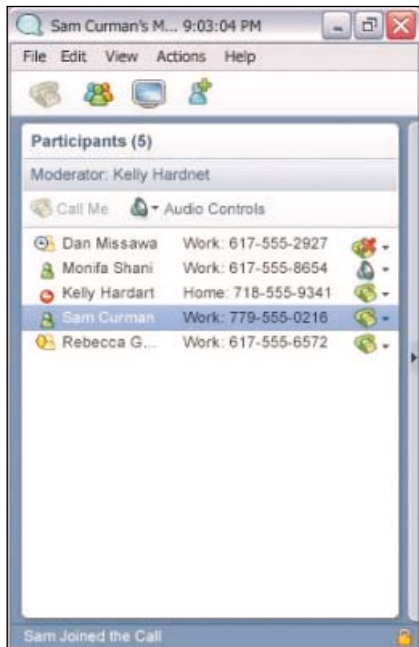 Sam Curman's M... 9:03:04 PM
File Edit View Actions Help
Participants (5)
Moderator: Kelly Hardnet
Call Me Audio Controls
Dan Missawa Work: 617-555-2927
Monifa Shani Work: 617-555-8654
Kelly Hardart Home: 718-555-9341
Sam Curman Work: 779-555-0216
Rebecca G... Work: 617-555-6572
Sam Joined the Call